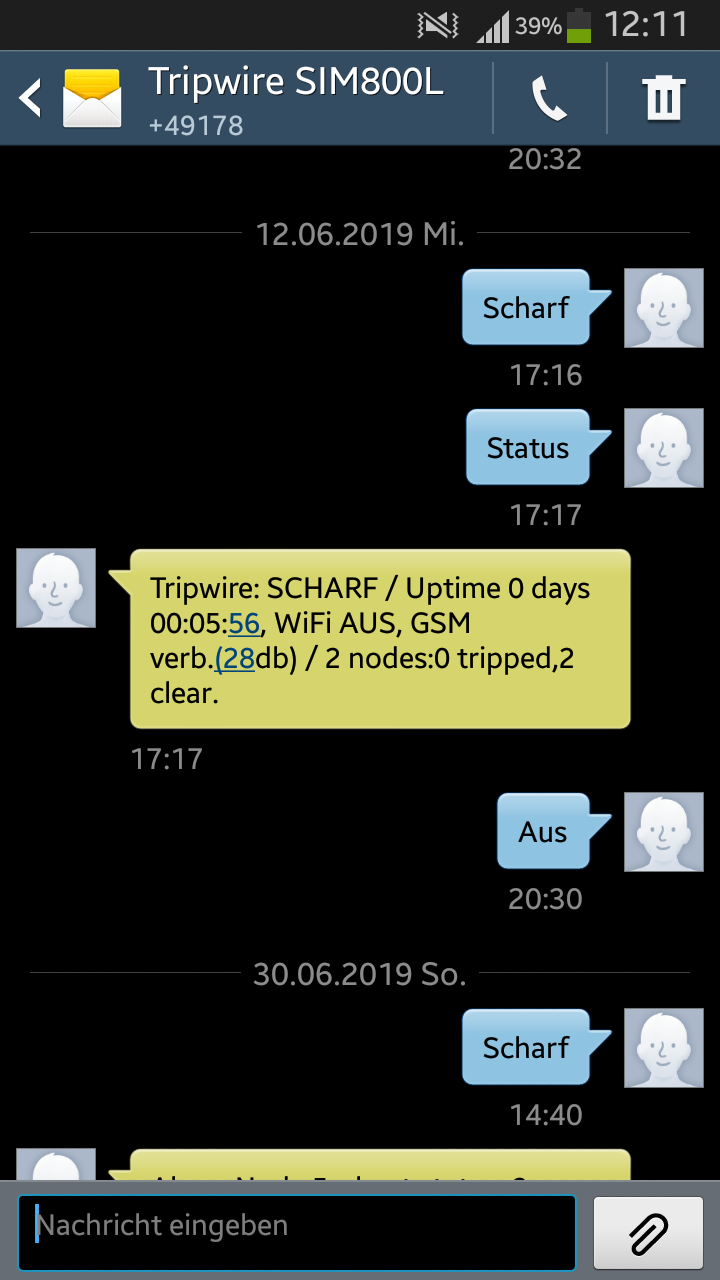 39% 12:11
Tripwire SIM800L
+49178
20:32
12.06.2019 Mi.
Scharf
17:16
Status
17:17
Tripwire: SCHARF / Uptime 0 days
00:05:56, WiFi AUS, GSM
verb.(28db) / 2 nodes:0 tripped,2
clear.
17:17
Aus
20:30
30.06.2019 So.
Scharf
14:40
Nachricht eingeben